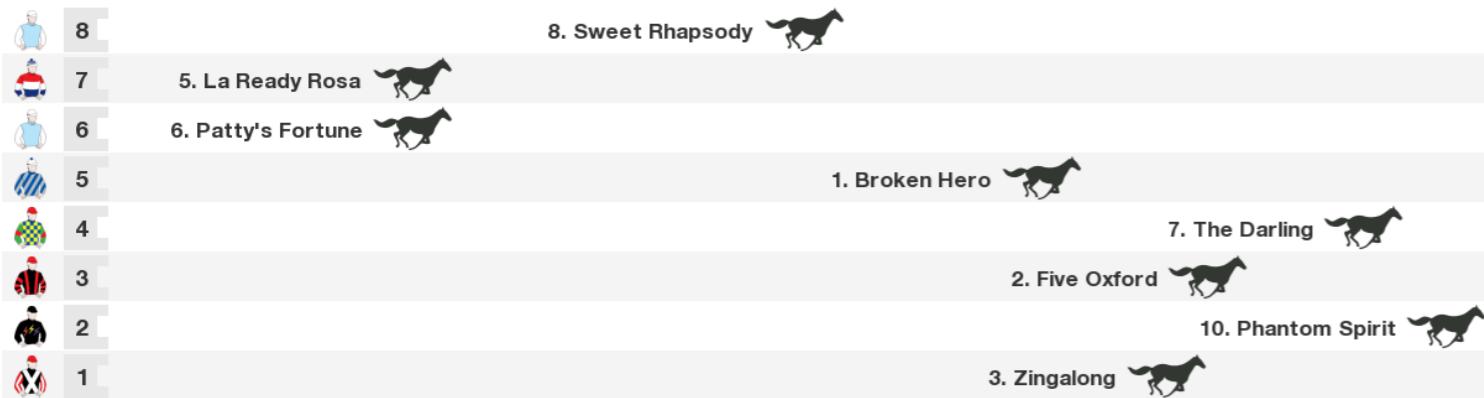 8 8. Sweet Rhapsody
7 5. La Ready Rosa
6 6. Patty's Fortune
5 1. Broken Hero
4 7. The Darling
3 2. Five Oxford
2 10. Phantom Spirit
1 3. Zingalong